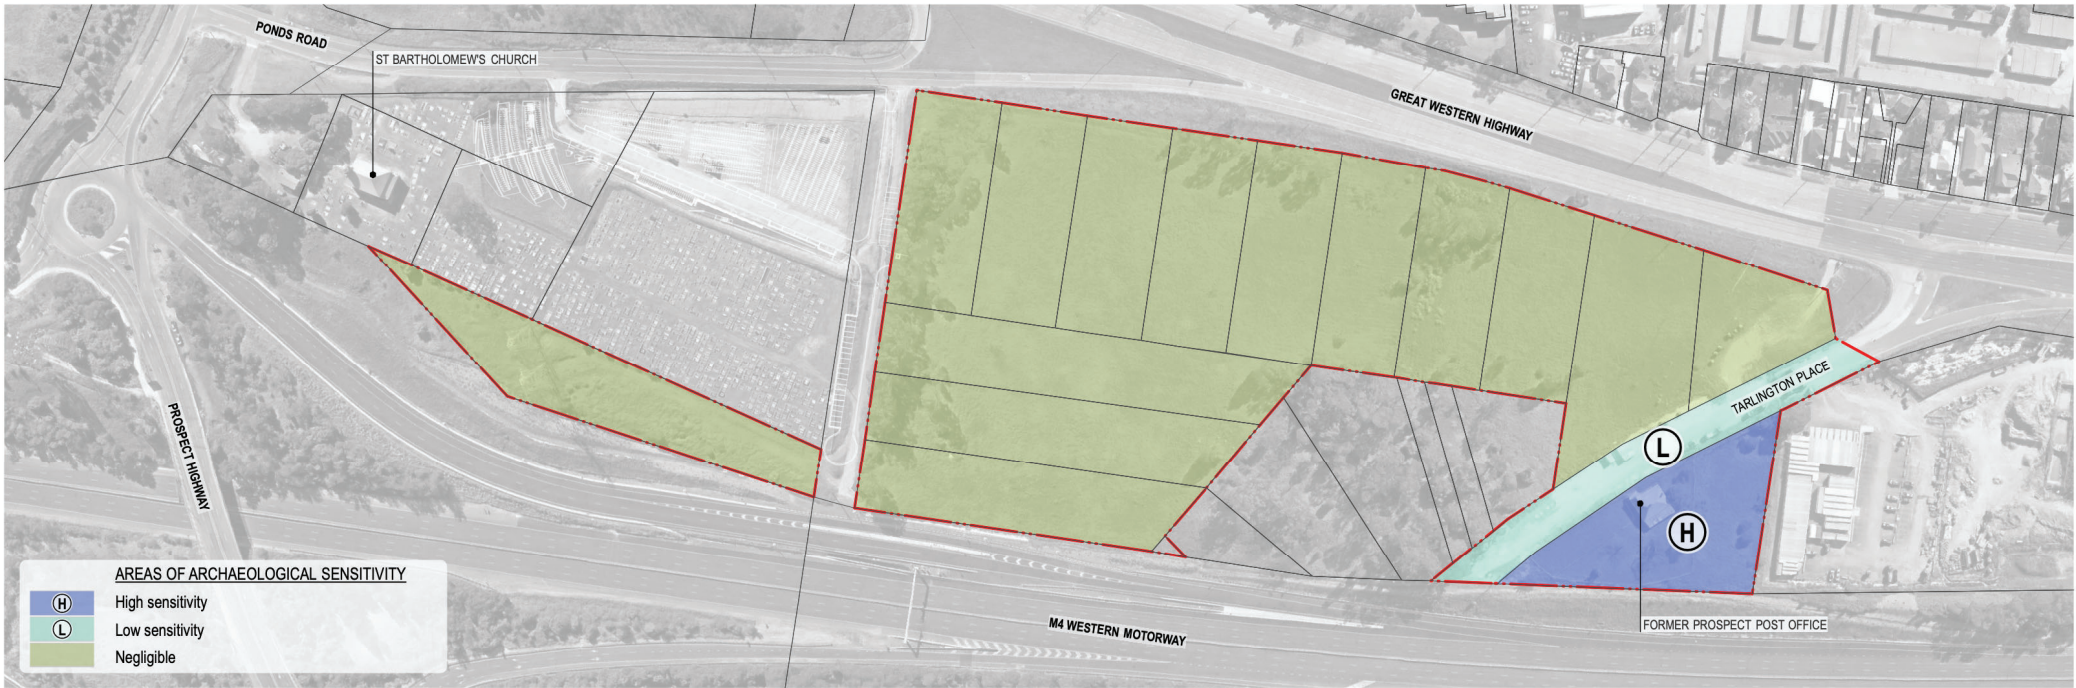 PONDS ROAD
ST BARTHOLOMEW'S CHURCH
GREAT WESTERN HIGHWAY
TARLINGTON PLACE
L
H
PROSPECT HIGHWAY
M4 WESTERN MOTORWAY
FORMER PROSPECT POST OFFICE
AREAS OF ARCHAEOLOGICAL SENSITIVITY
H High sensitivity
L Low sensitivity
Negligible